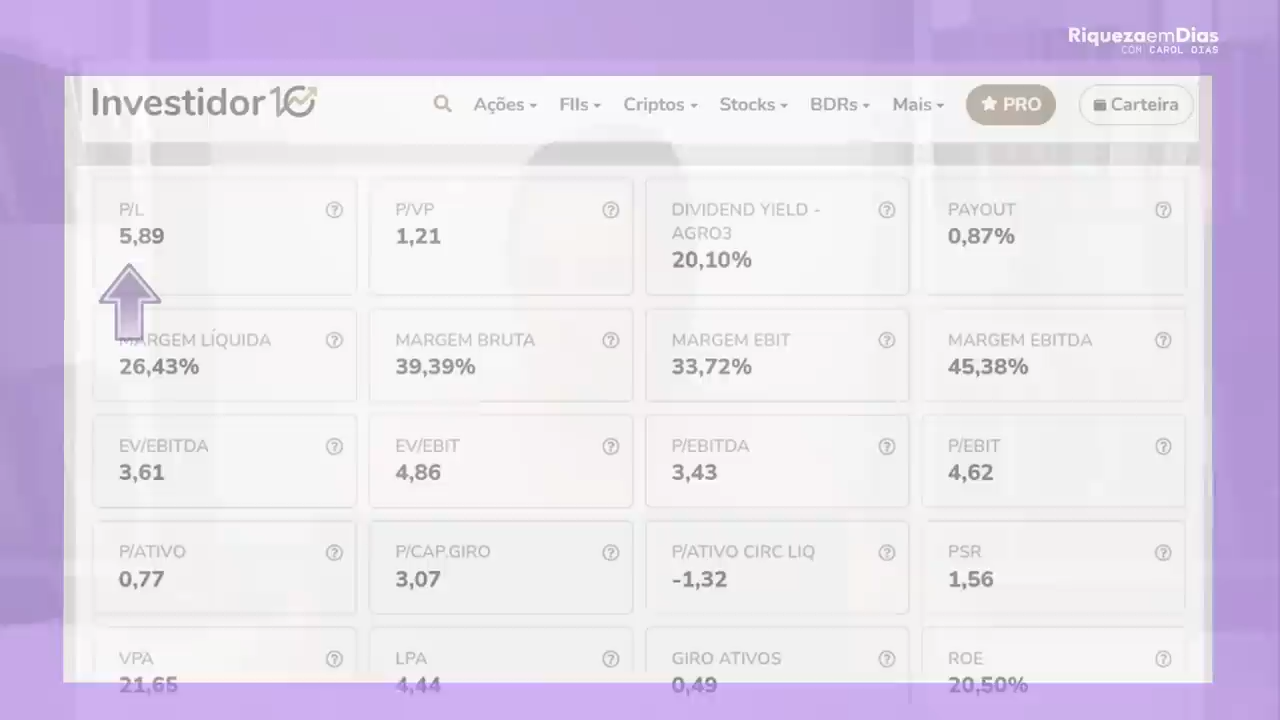 RiquezaemDias
COM CAROL DIAS
Investidor10
Ações
FIIs
Criptos
Stocks
BDRs
Mais
PRO
Carteira
P/L
5,89
P/VP
1,21
DIVIDEND YIELD -
AGRO3
20,10%
PAYOUT
0,87%
MARGEM LÍQUIDA
26,43%
MARGEM BRUTA
39,39%
MARGEM EBIT
33,72%
MARGEM EBITDA
45,38%
EV/EBITDA
3,61
EV/EBIT
4,86
P/EBITDA
3,43
P/EBIT
4,62
P/ATIVO
0,77
P/CAP.GIRO
3,07
P/ATIVO CIRC LIQ
-1,32
PSR
1,56
VPA
21,65
LPA
4,44
GIRO ATIVOS
0,49
ROE
20,50%